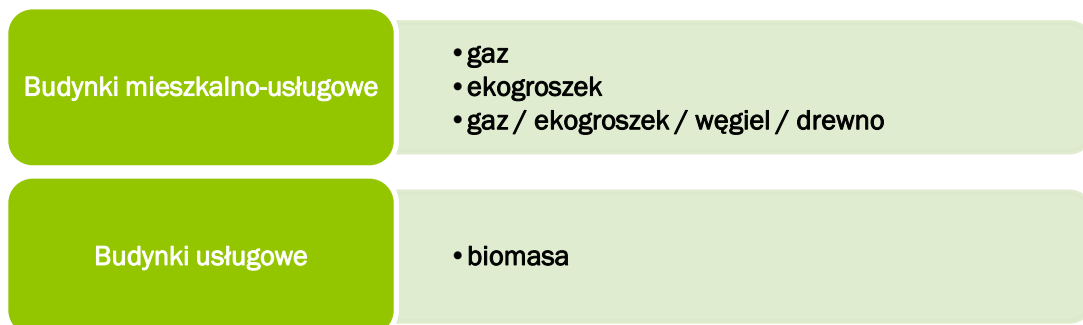 Budynki mieszkalno-usługowe
•gaz
•ekogroszek
•gaz / ekogroszek / węgiel / drewno
Budynki usługowe
•biomasa